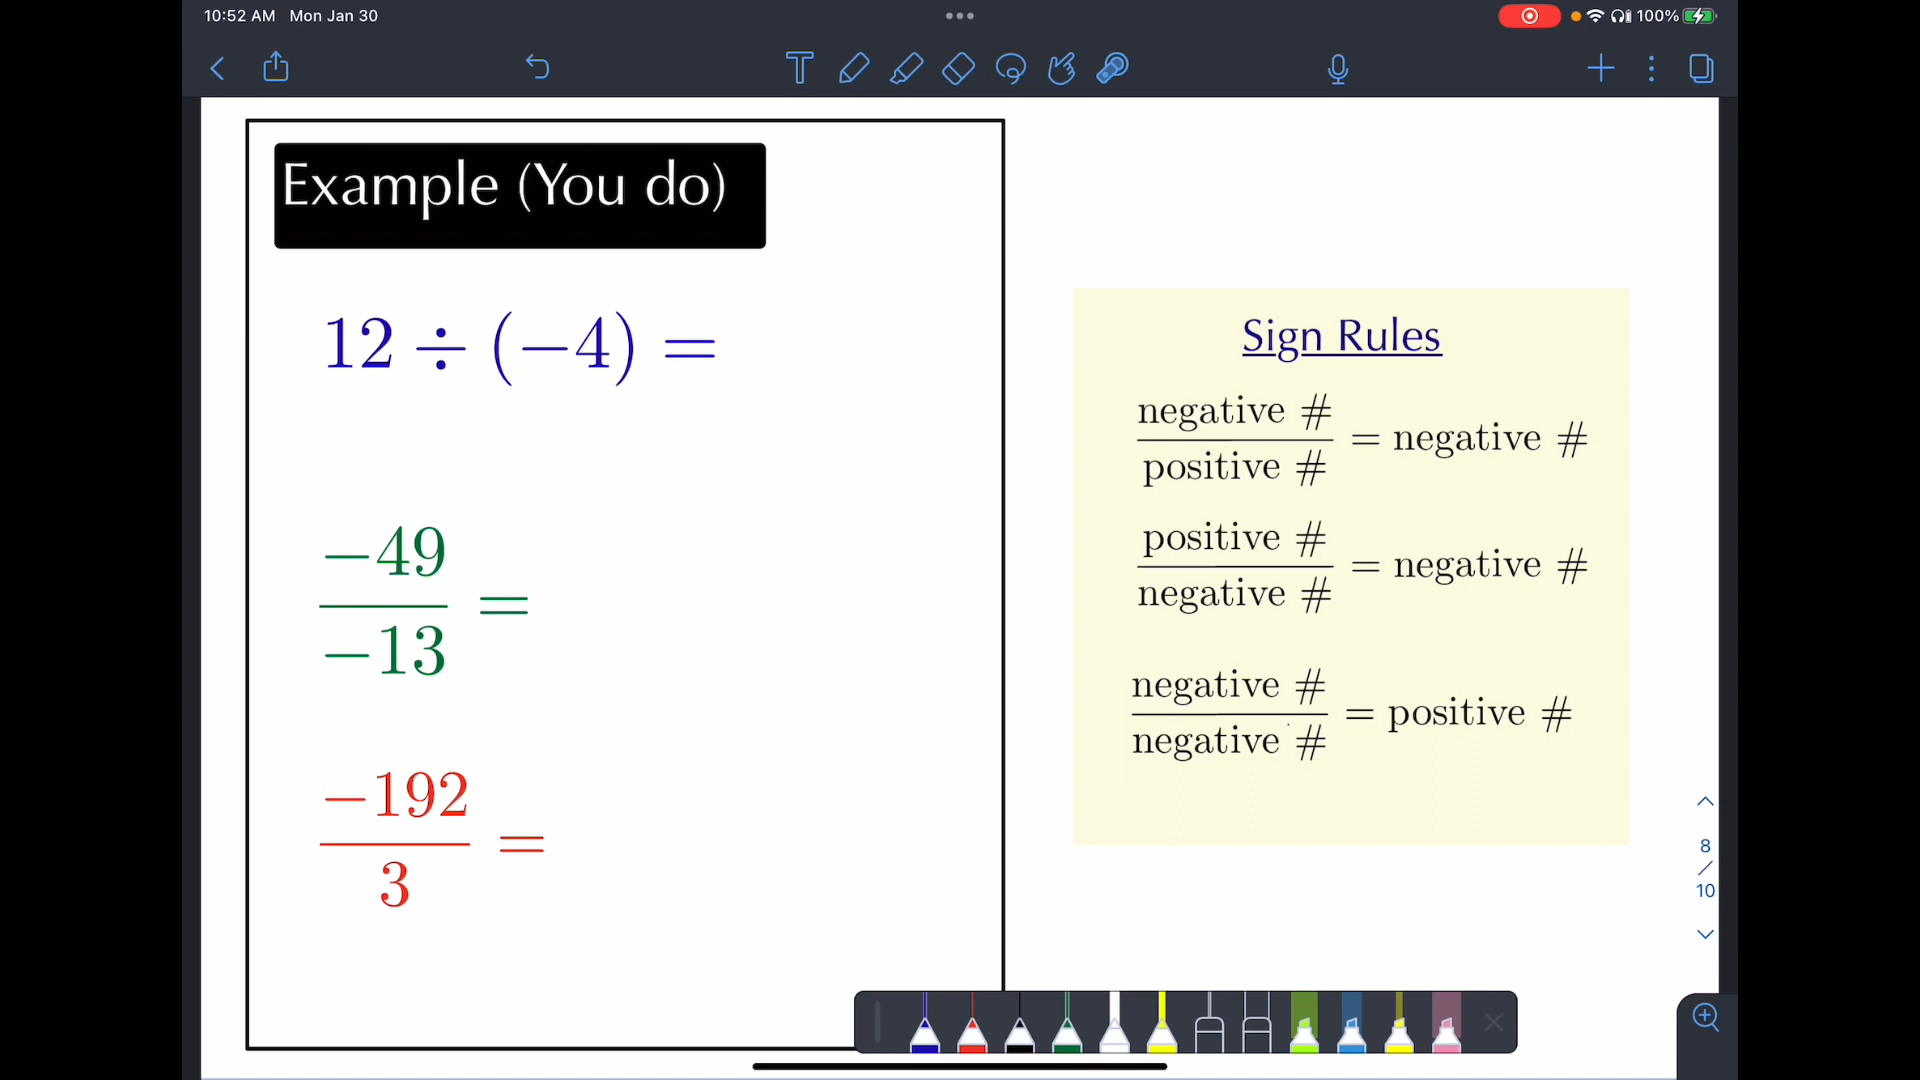 10:52 AM Mon Jan 30
100%
Example (You do)
12 ÷ (−4) =
−49
=
−13
−192
=
3
Sign Rules
negative #
= negative #
positive #
positive #
= negative #
negative #
negative #
= positive #
negative #
8
/
10